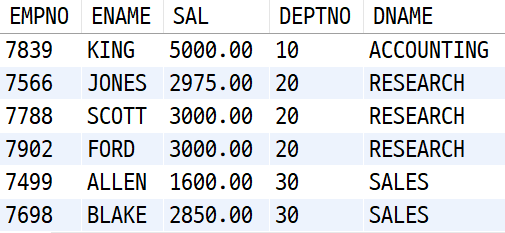 EMPNO ENAME SAL DEPTNO DNAME
7839 KING 5000.00 10 ACCOUNTING
7566 JONES 2975.00 20 RESEARCH
7788 SCOTT 3000.00 20 RESEARCH
7902 FORD 3000.00 20 RESEARCH
7499 ALLEN 1600.00 30 SALES
7698 BLAKE 2850.00 30 SALES